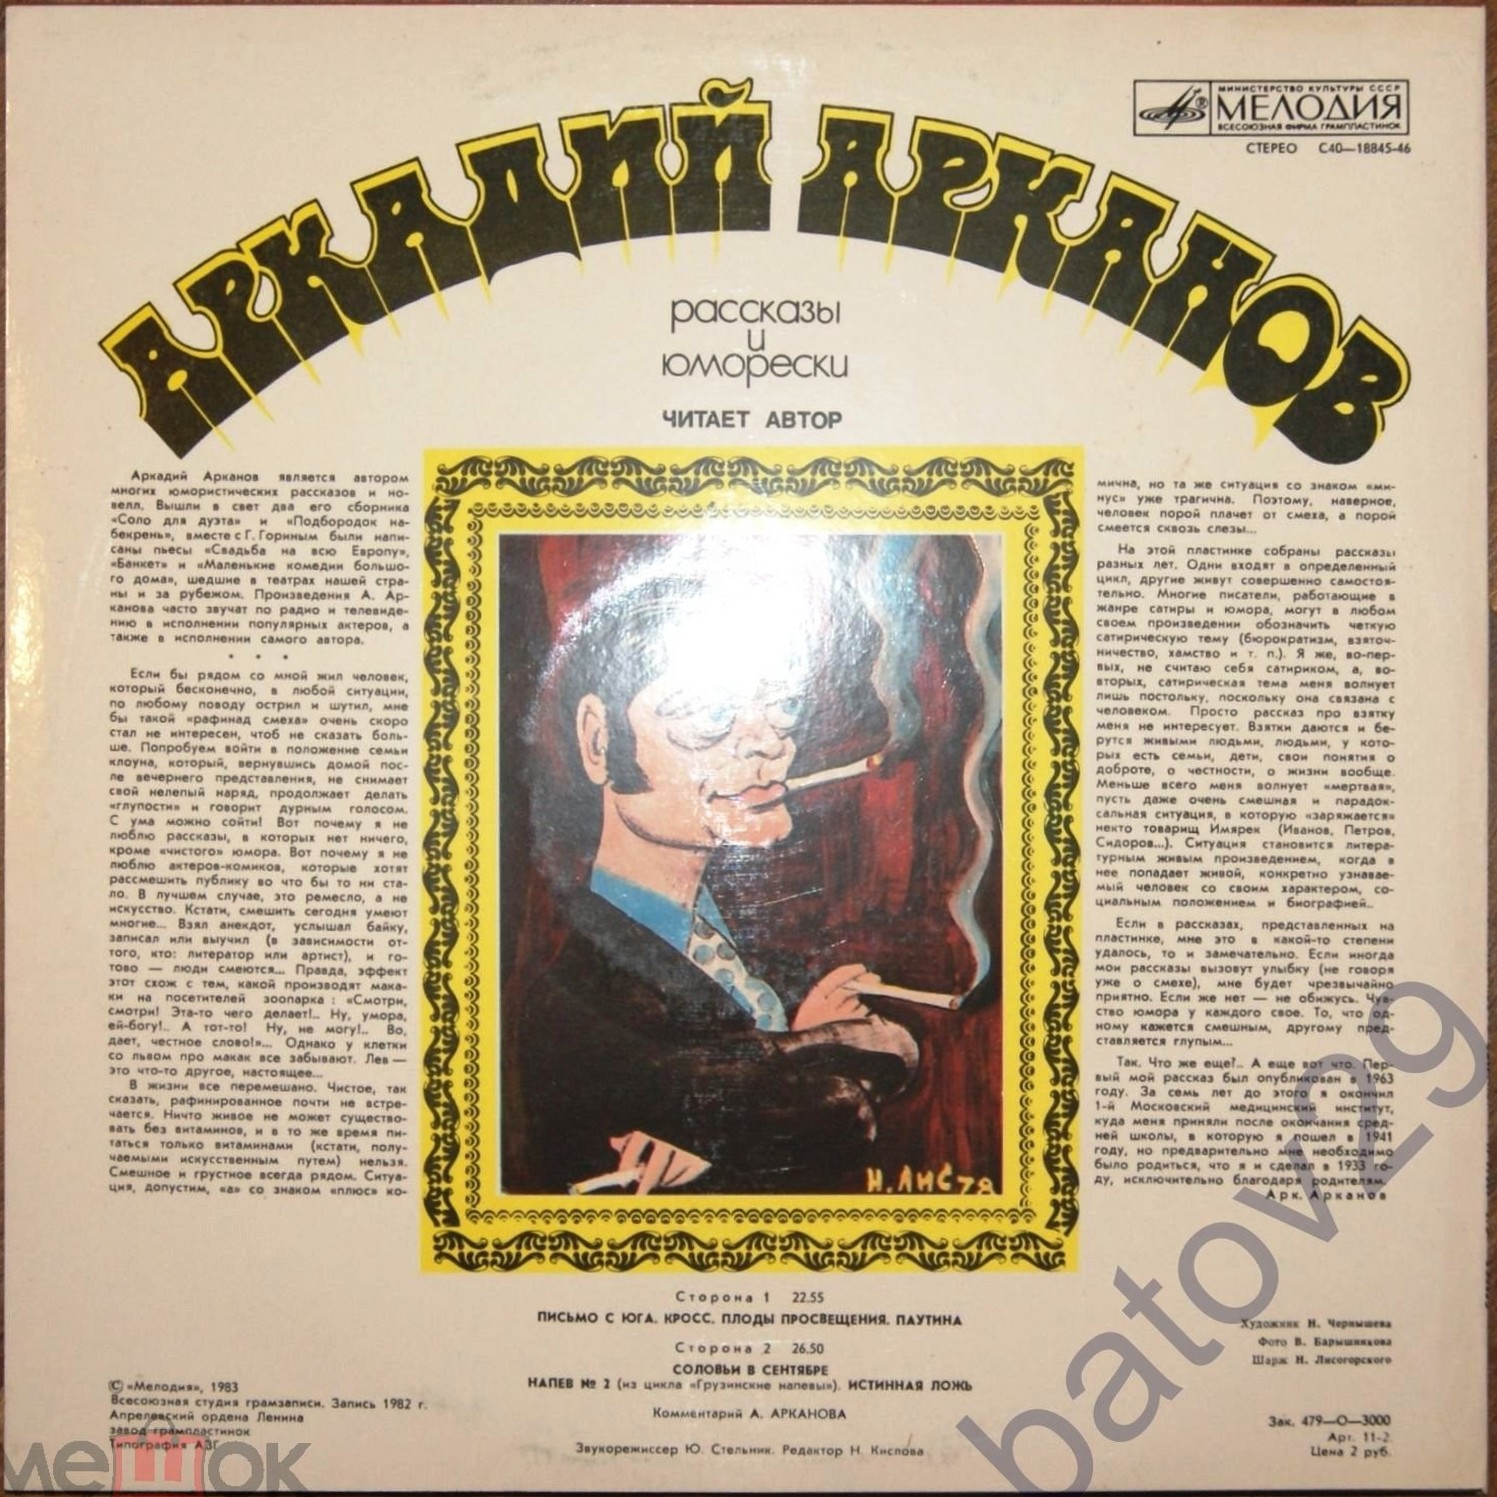 МИНИСТЕРСТВО КУЛЬТУРЫ СССР
МЕЛОДИЯ
ВСЕСОЮЗНАЯ ФИРМА ГРАМПЛАСТИНОК
СТЕРЕО С40—18845-46
АРКАДИЙ АРКАНОВ
рассказы
и
юморески
ЧИТАЕТ АВТОР
Аркадий Арканов является автором
многих юмористических рассказов и но-
велл. Вышли в свет два его сборника
«Соло для дуэта» и «Подбородок на-
бекрень», вместе с Г. Гориным были напи-
саны пьесы «Свадьба на всю Европу»,
«Банкет» и «Маленькие комедии большо-
го дома», шедшие в театрах нашей стра-
ны и за рубежом. Произведения А. Ар-
канова часто звучат по радио и телевиде-
нию в исполнении популярных актеров, а
также в исполнении самого автора.
* * *
Если бы рядом со мной жил человек,
который бесконечно, в любой ситуации,
по любому поводу острил и шутил, мне
бы такой «рафинад смеха» очень скоро
стал не интересен, чтоб не сказать боль-
ше. Попробуем войти в положение семьи
клоуна, который, вернувшись домой пос-
ле вечернего представления, не снимает
свой нелепый наряд, продолжает делать
«глупости» и говорит дурным голосом.
С ума можно сойти! Вот почему я не
люблю рассказы, в которых нет ничего,
кроме «чистого» юмора. Вот почему я не
люблю актеров-комиков, которые хотят
рассмешить публику во что бы то ни ста-
ло. В лучшем случае, это ремесло, а не
искусство. Кстати, смешить сегодня умеют
многие... Взял анекдот, услышал байку,
записал или выучил (в зависимости от-
того, кто: литератор или артист), и го-
тово — люди смеются... Правда, эффект
этот схож с тем, какой производят мака-
ки на посетителей зоопарка : «Смотри,
смотри! Эта-то чего делает!.. Ну, умора,
ей-богу!.. А тот-то! Ну, не могу!.. Во,
дает, честное слово!»... Однако у клетки
со львом про макак все забывают. Лев —
это что-то другое, настоящее...
В жизни все перемешано. Чистое, так
сказать, рафинированное почти не встре-
чается. Ничто живое не может существо-
вать без витаминов, и в то же время пи-
таться только витаминами (кстати, полу-
чаемыми искусственным путем) нельзя.
Смешное и грустное всегда рядом. Ситуа-
ция, допустим, «а» со знаком «плюс» ко-
мична, но та же ситуация со знаком «ми-
нус» уже трагична. Поэтому, наверное,
человек порой плачет от смеха, а порой
смеется сквозь слезы...
На этой пластинке собраны рассказы
разных лет. Одни входят в определенный
цикл, другие живут совершенно самостоя-
тельно. Многие писатели, работающие в
жанре сатиры и юмора, могут в любом
своем произведении обозначить четкую
сатирическую тему (бюрократизм, взяточ-
ничество, хамство и т. п.). Я же, во-пер-
вых, не считаю себя сатириком, а, во-
вторых, сатирическая тема меня волнует
лишь постольку, поскольку она связана с
человеком. Просто рассказ про взятку
меня не интересует. Взятки даются и бе-
рутся живыми людьми, людьми, у кото-
рых есть семьи, дети, свои понятия о
доброте, о честности, о жизни вообще.
Меньше всего меня волнует «мертвая»,
пусть даже очень смешная и парадок-
сальная ситуация, в которую «заряжается»
некто товарищ Имярек (Иванов, Петров,
Сидоров...). Ситуация становится литера-
турным живым произведением, когда в
нее попадает живой, конкретно узнавае-
мый человек со своим характером, со-
циальным положением и биографией..
Если в рассказах, представленных на
пластинке, мне это в какой-то степени
удалось, то и замечательно. Если иногда
мои рассказы вызовут улыбку (не говоря
уже о смехе), мне будет чрезвычайно
приятно. Если же нет — не обижусь. Чув-
ство юмора у каждого свое. То, что од-
ному кажется смешным, другому пред-
ставляется глупым...
Так. Что же еще?.. А еще вот что. Пер-
вый мой рассказ был опубликован в 1963
году. За семь лет до этого я окончил
1-й Московский медицинский институт,
куда меня приняли после окончания сред-
ней школы, в которую я пошел в 1941
году, но предварительно мне необходимо
было родиться, что я и сделал в 1933 го-
ду, исключительно благодаря родителям.
Арк. Арканов
Н. ЛИС 78
Сторона 1 22.55
ПИСЬМО С ЮГА. КРОСС. ПЛОДЫ ПРОСВЕЩЕНИЯ. ПАУТИНА
Сторона 2 26.50
СОЛОВЬИ В СЕНТЯБРЕ
НАПЕВ № 2 (из цикла «Грузинские напевы»). ИСТИННАЯ ЛОЖЬ
Комментарий А. АРКАНОВА
Звукорежиссер Ю. Стельник. Редактор Н. Кислова
© «Мелодия», 1983
Всесоюзная студия грамзаписи. Запись 1982 г.
Апрелевский ордена Ленина
завод грампластинок
Типография АЗГ
Художник Н. Чернышева
Фото В. Барышникова
Шарж Н. Лисогорского
Зак. 479—О—3000
Арт. 11-2
Цена 2 руб.
мешок
batov29